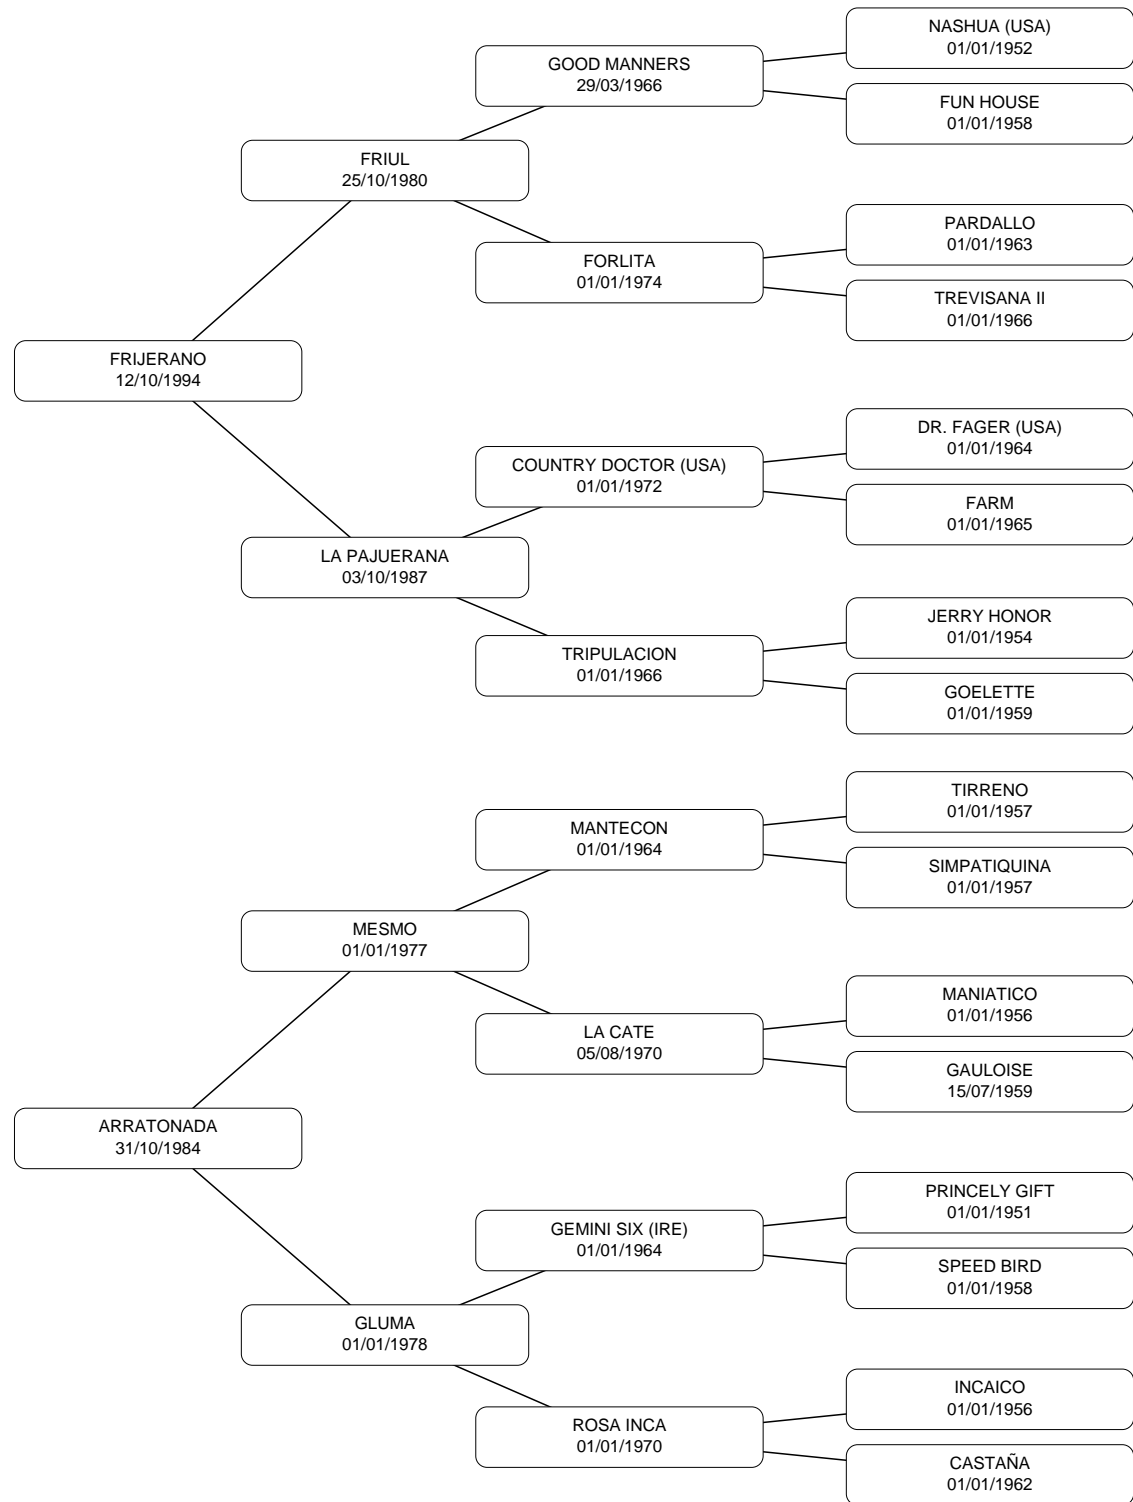 NASHUA (USA)
01/01/1952
GOOD MANNERS
29/03/1966
FUN HOUSE
01/01/1958
FRIUL
25/10/1980
PARDALLO
01/01/1963
FORLITA
01/01/1974
TREVISANA II
01/01/1966
FRIJERANO
12/10/1994
DR. FAGER (USA)
01/01/1964
COUNTRY DOCTOR (USA)
01/01/1972
FARM
01/01/1965
LA PAJUERANA
03/10/1987
JERRY HONOR
01/01/1954
TRIPULACION
01/01/1966
GOELETTE
01/01/1959
TIRRENO
01/01/1957
MANTECON
01/01/1964
SIMPATIQUINA
01/01/1957
MESMO
01/01/1977
MANIATICO
01/01/1956
LA CATE
05/08/1970
GAULOISE
15/07/1959
ARRATONADA
31/10/1984
PRINCELY GIFT
01/01/1951
GEMINI SIX (IRE)
01/01/1964
SPEED BIRD
01/01/1958
GLUMA
01/01/1978
INCAICO
01/01/1956
ROSA INCA
01/01/1970
CASTAÑA
01/01/1962